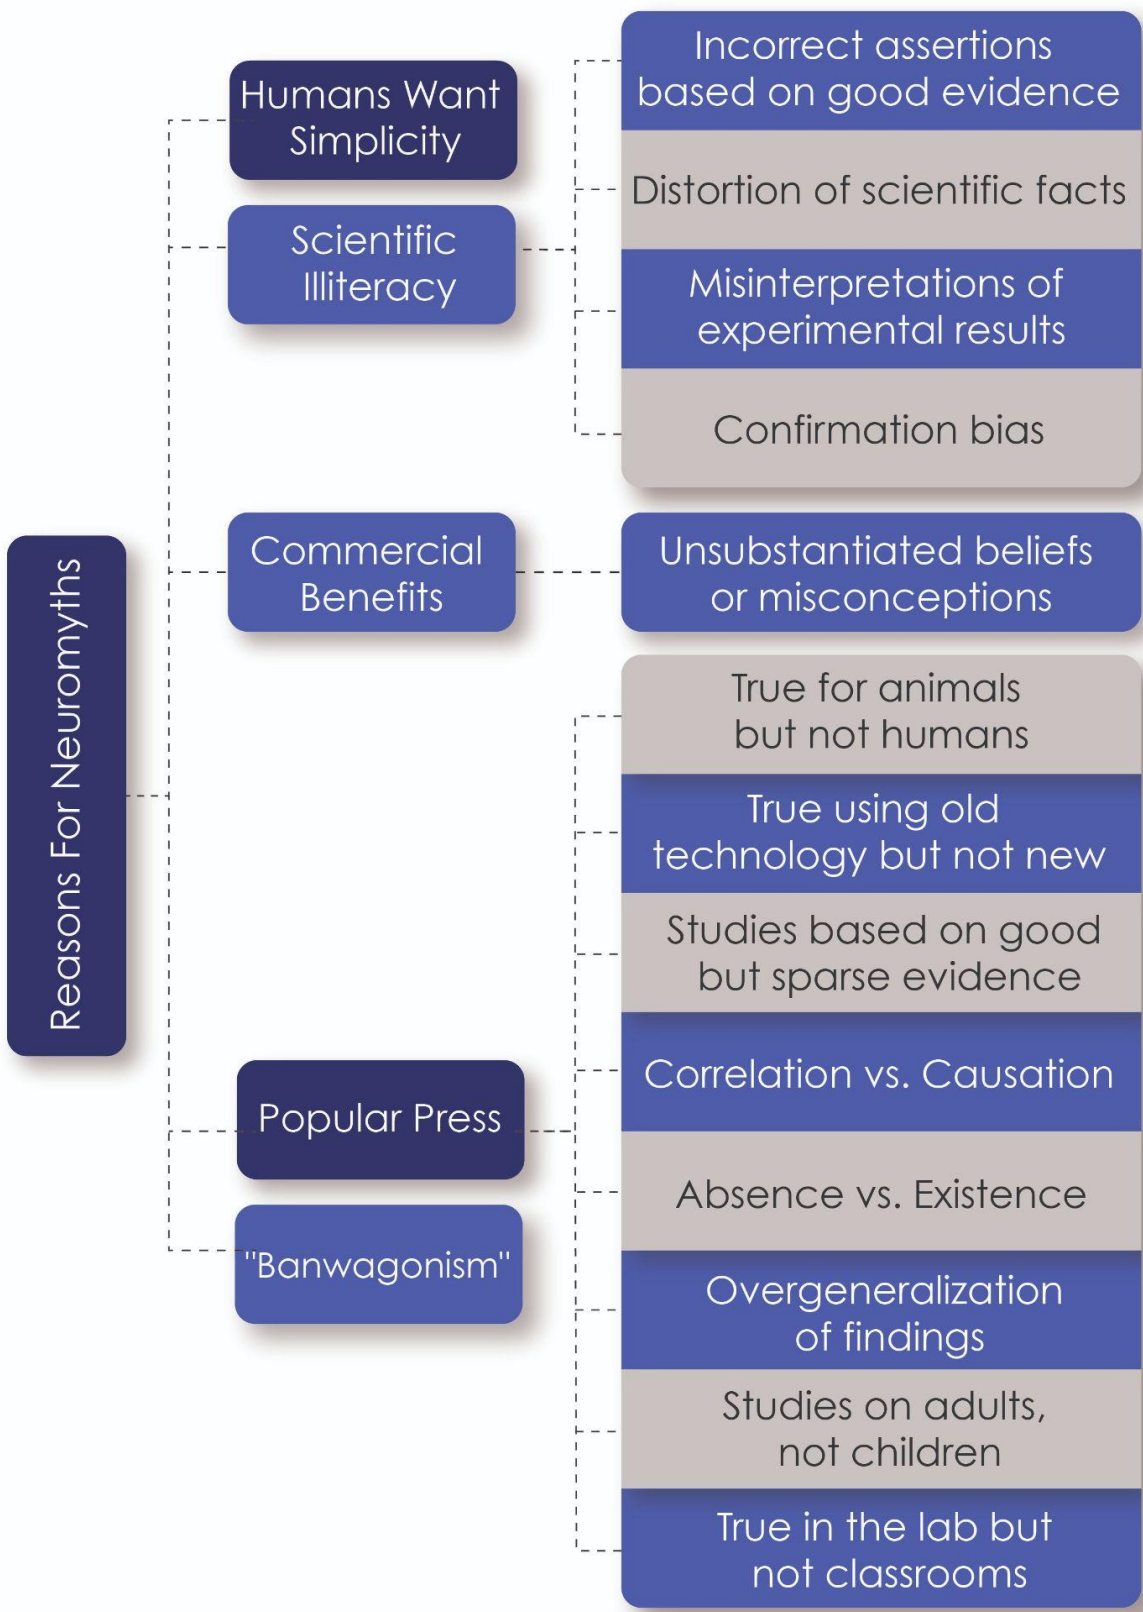 Reasons For Neuromyths
Humans Want
Simplicity
Scientific
Illiteracy
Incorrect assertions
based on good evidence
Distortion of scientific facts
Misinterpretations of
experimental results
Confirmation bias
Commercial
Benefits
Unsubstantiated beliefs
or misconceptions
Popular Press
True for animals
but not humans
True using old
technology but not new
Studies based on good
but sparse evidence
Correlation vs. Causation
Absence vs. Existence
Overgeneralization
of findings
Studies on adults,
not children
True in the lab but
not classrooms
"Banwagonism"